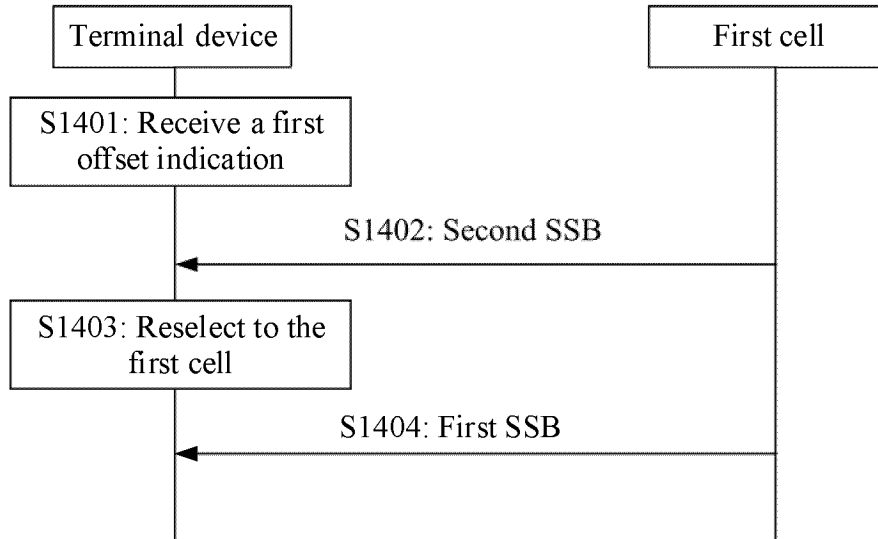 Terminal device
First cell
S1401: Receive a first
offset indication
S1402: Second SSB
S1403: Reselect to the
first cell
S1404: First SSB